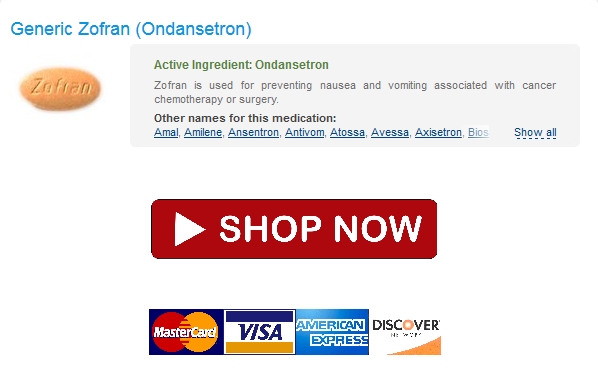 Generic Zofran (Ondansetron)
Zofran
Active Ingredient: Ondansetron
Zofran is used for preventing nausea and vomiting associated with cancer
chemotherapy or surgery.
Other names for this medication:
Amal, Amilene, Ansentron, Antivom, Atossa, Avessa, Axisetron, Bios Show all
SHOP NOW
MasterCard VISA AMERICAN EXPRESS DISCOVER NETWORK